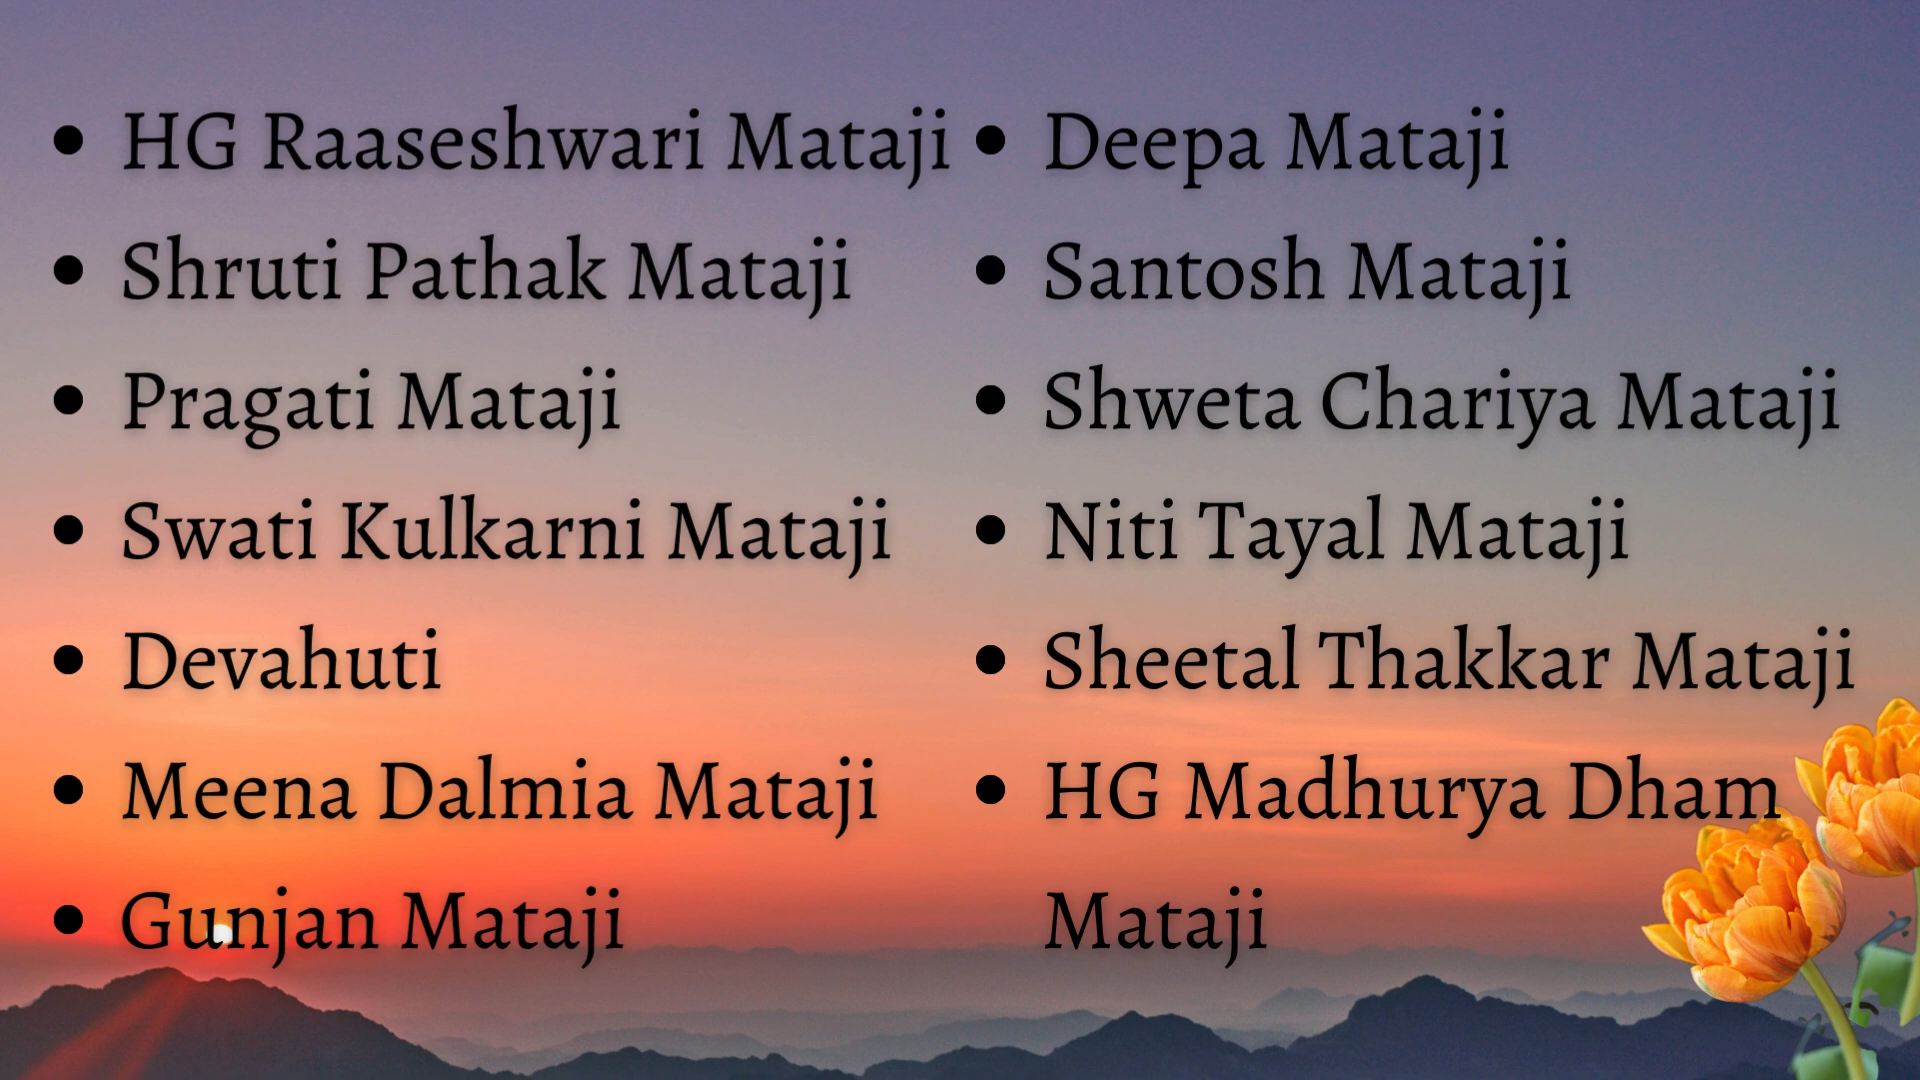 • HG Raaseshwari Mataji
• Shruti Pathak Mataji
• Pragati Mataji
• Swati Kulkarni Mataji
• Devahuti
• Meena Dalmia Mataji
• Gunjan Mataji
• Deepa Mataji
• Santosh Mataji
• Shweta Chariya Mataji
• Niti Tayal Mataji
• Sheetal Thakkar Mataji
• HG Madhurya Dham
Mataji